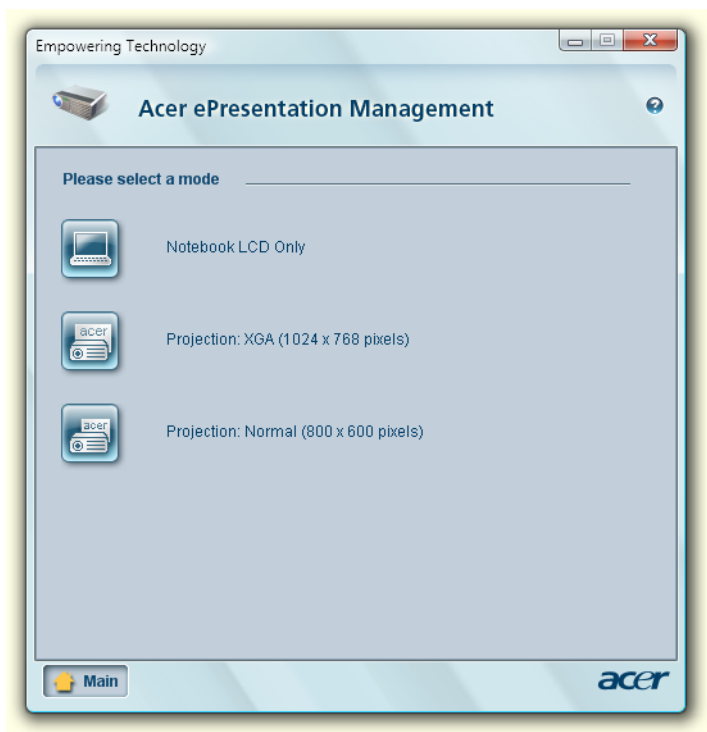 Empowering Technology
Acer ePresentation Management
Please select a mode
Notebook LCD Only
acer
Projection: XGA (1024 x 768 pixels)
acer
Projection: Normal (800 x 600 pixels)
Main
acer